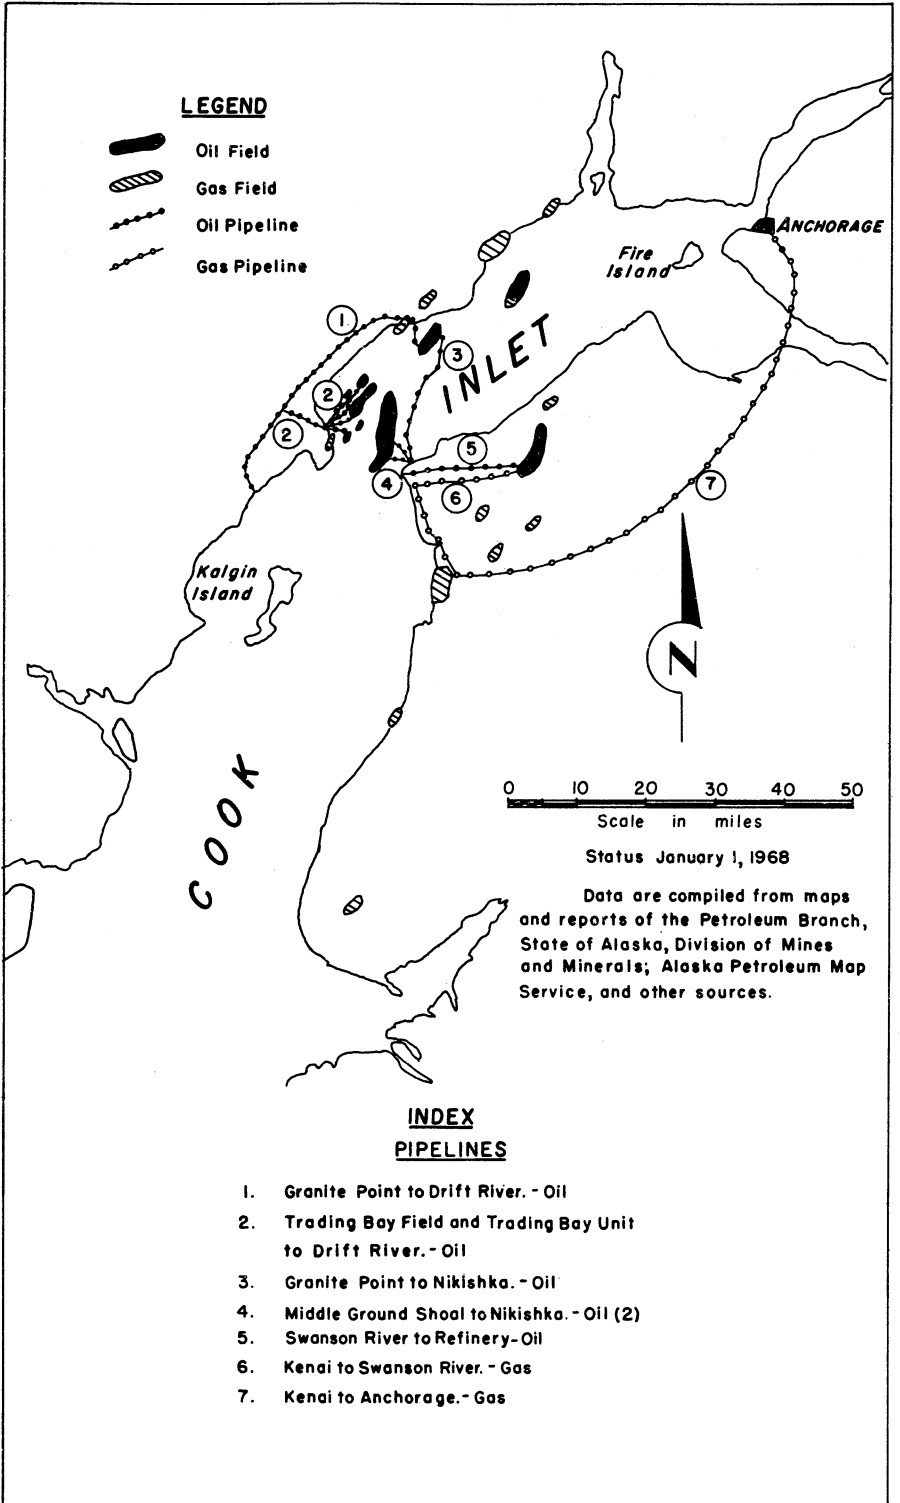 LEGEND
Oil Field
Gas Field
Oil Pipeline
Gas Pipeline
ANCHORAGE
Fire
Island
1
3
INLET
2
2
5
4
6
7
Kalgin
Island
N
COOK
0 10 20 30 40 50
Scale in miles
Status January 1, 1968
Data are compiled from maps
and reports of the Petroleum Branch,
State of Alaska, Division of Mines
and Minerals; Alaska Petroleum Map
Service, and other sources.
INDEX
PIPELINES
1. Granite Point to Drift River. - Oil
2. Trading Bay Field and Trading Bay Unit
to Drift River. - Oil
3. Granite Point to Nikishka. - Oil
4. Middle Ground Shoal to Nikishka. - Oil (2)
5. Swanson River to Refinery - Oil
6. Kenai to Swanson River. - Gas
7. Kenai to Anchorage. - Gas